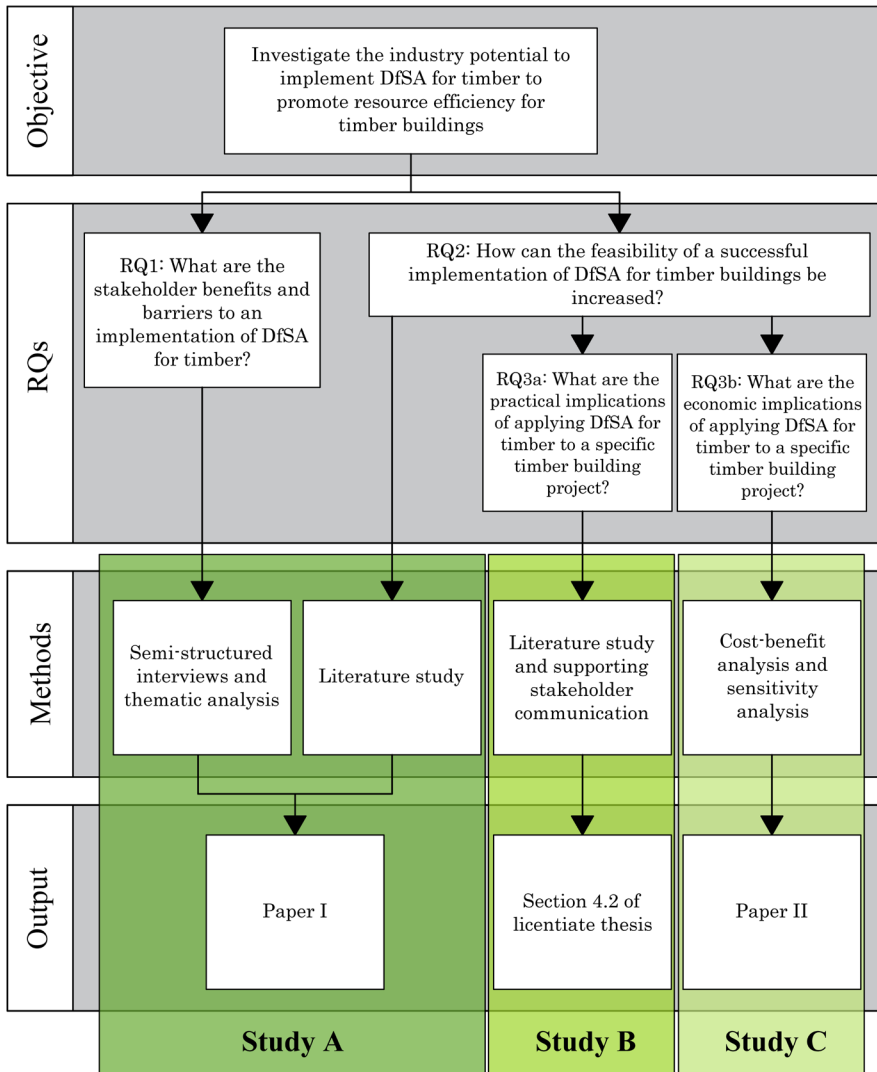 Objective
Investigate the industry potential to
implement DfSA for timber to
promote resource efficiency for
timber buildings
RQs
RQ1: What are the
stakeholder benefits and
barriers to an
implementation of DfSA
for timber?
RQ2: How can the feasibility of a successful
implementation of DfSA for timber buildings be
increased?
RQ3a: What are the
practical implications
of applying DfSA for
timber to a specific
timber building
project?
RQ3b: What are the
economic implications
of applying DfSA for
timber to a specific
timber building
project?
Methods
Semi-structured
interviews and
thematic analysis
Literature study
Literature study
and supporting
stakeholder
communication
Cost-benefit
analysis and
sensitivity
analysis
Output
Paper I
Section 4.2 of
licentiate thesis
Paper II
Study A
Study B
Study C